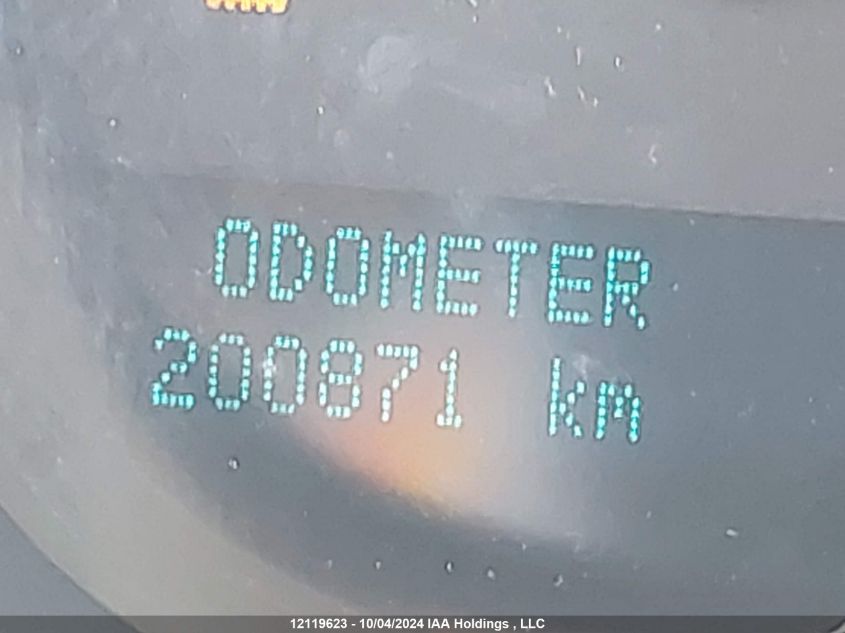 ODOMETER
200871 km
12119623 - 10/04/2024 IAA Holdings , LLC